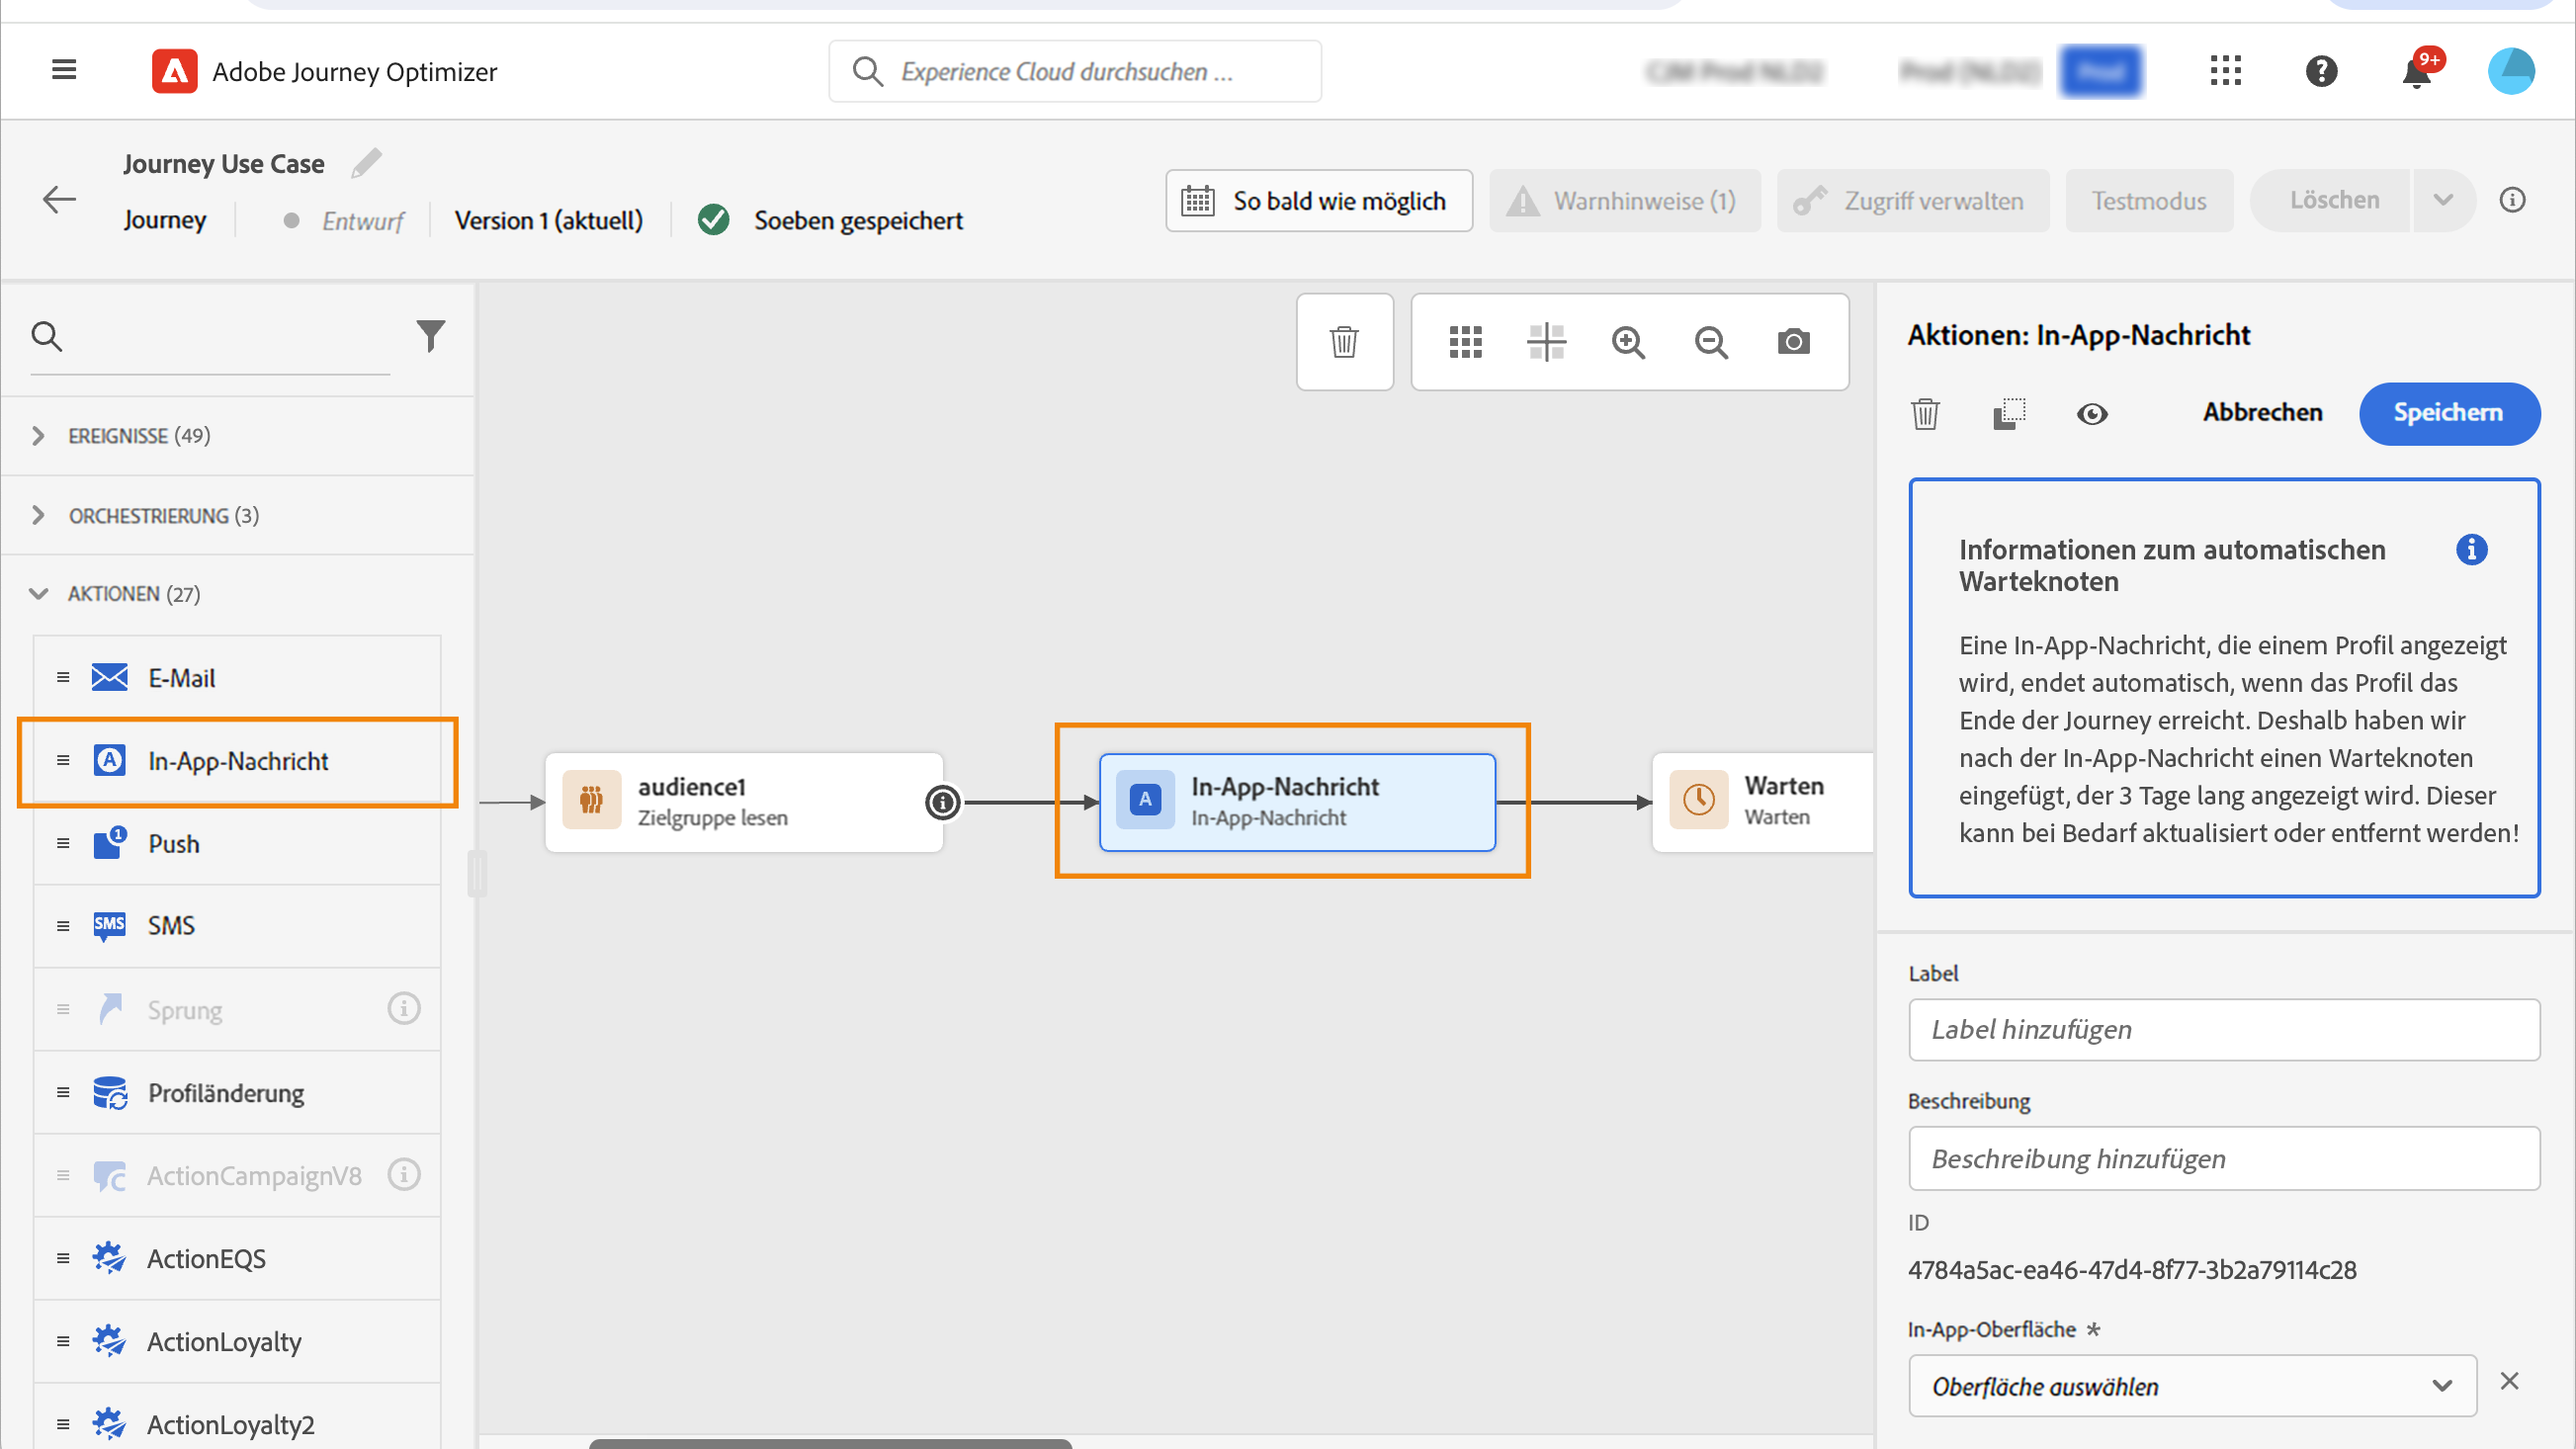 Adobe Journey Optimizer
Experience Cloud durchsuchen ...
9+
Journey Use Case
Journey
Entwurf
Version 1 (aktuell)
Soeben gespeichert
So bald wie möglich
Warnhinweise (1)
Zugriff verwalten
Testmodus
Löschen
EREIGNISSE (49)
ORCHESTRIERUNG (3)
AKTIONEN (27)
E-Mail
In-App-Nachricht
1
Push
SMS
SMS
Sprung
Profiländerung
ActionCampaignV8
ActionEQS
ActionLoyalty
ActionLoyalty2
audience1
Zielgruppe lesen
In-App-Nachricht
In-App-Nachricht
Warten
Warten
Aktionen: In-App-Nachricht
Abbrechen
Speichern
Informationen zum automatischen
Warteknoten
Eine In-App-Nachricht, die einem Profil angezeigt
wird, endet automatisch, wenn das Profil das
Ende der Journey erreicht. Deshalb haben wir
nach der In-App-Nachricht einen Warteknoten
eingefügt, der 3 Tage lang angezeigt wird. Dieser
kann bei Bedarf aktualisiert oder entfernt werden!
Label
Label hinzufügen
Beschreibung
Beschreibung hinzufügen
ID
4784a5ac-ea46-47d4-8f77-3b2a79114c28
In-App-Oberfläche *
Oberfläche auswählen